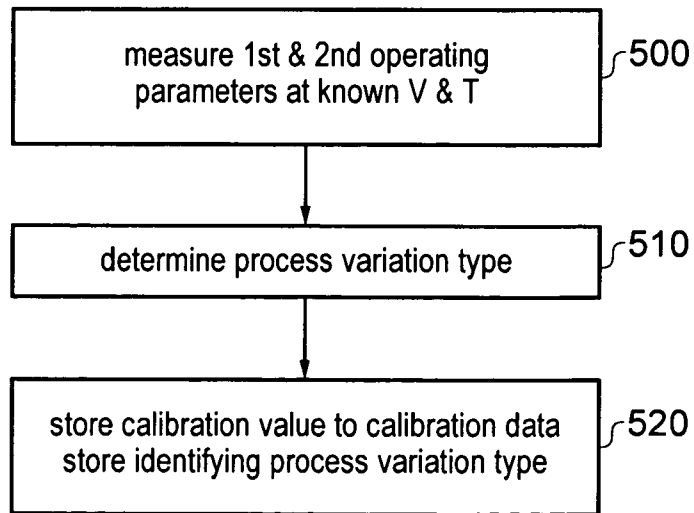 measure 1st & 2nd operating
parameters at known V & T
500
determine process variation type
510
store calibration value to calibration data
store identifying process variation type
520